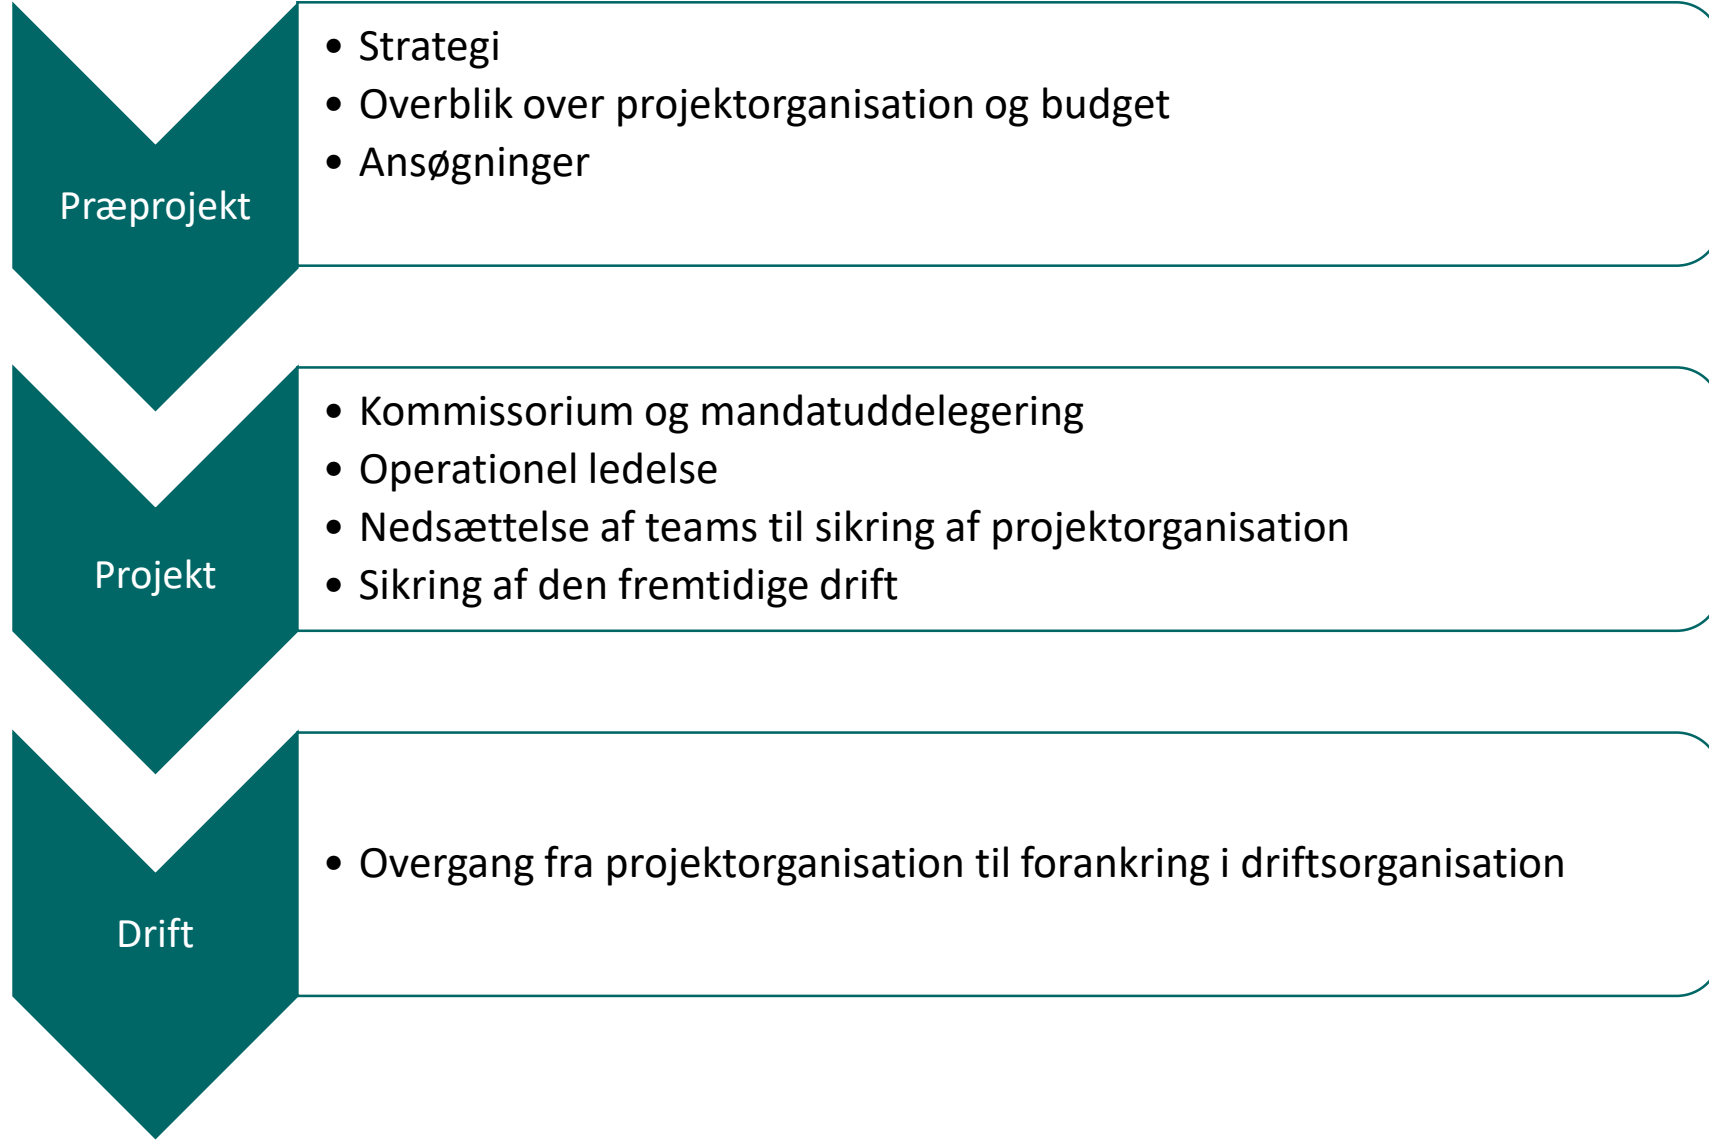 Præprojekt
• Strategi
• Overblik over projektorganisation og budget
• Ansøgninger
Projekt
• Kommissorium og mandatuddelegering
• Operationel ledelse
• Nedsættelse af teams til sikring af projektorganisation
• Sikring af den fremtidige drift
Drift
• Overgang fra projektorganisation til forankring i driftsorganisation